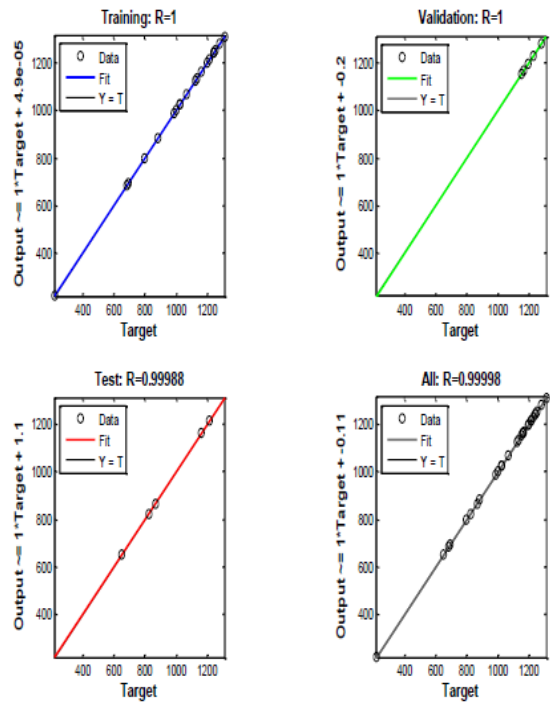 Training: R=1
Output ~= 1*Target + 4.9e-05
1200
1000
800
600
400
Data
Fit
Y = T
400 600 800 1000 1200
Target
Validation: R=1
Output ~= 1*Target + -0.2
1200
1000
800
600
400
Data
Fit
Y = T
400 600 800 1000 1200
Target
Test: R=0.99988
Output ~= 1*Target + 1.1
1200
1000
800
600
400
Data
Fit
Y = T
400 600 800 1000 1200
Target
All: R=0.99998
Output ~= 1*Target + -0.11
1200
1000
800
600
400
Data
Fit
Y = T
400 600 800 1000 1200
Target